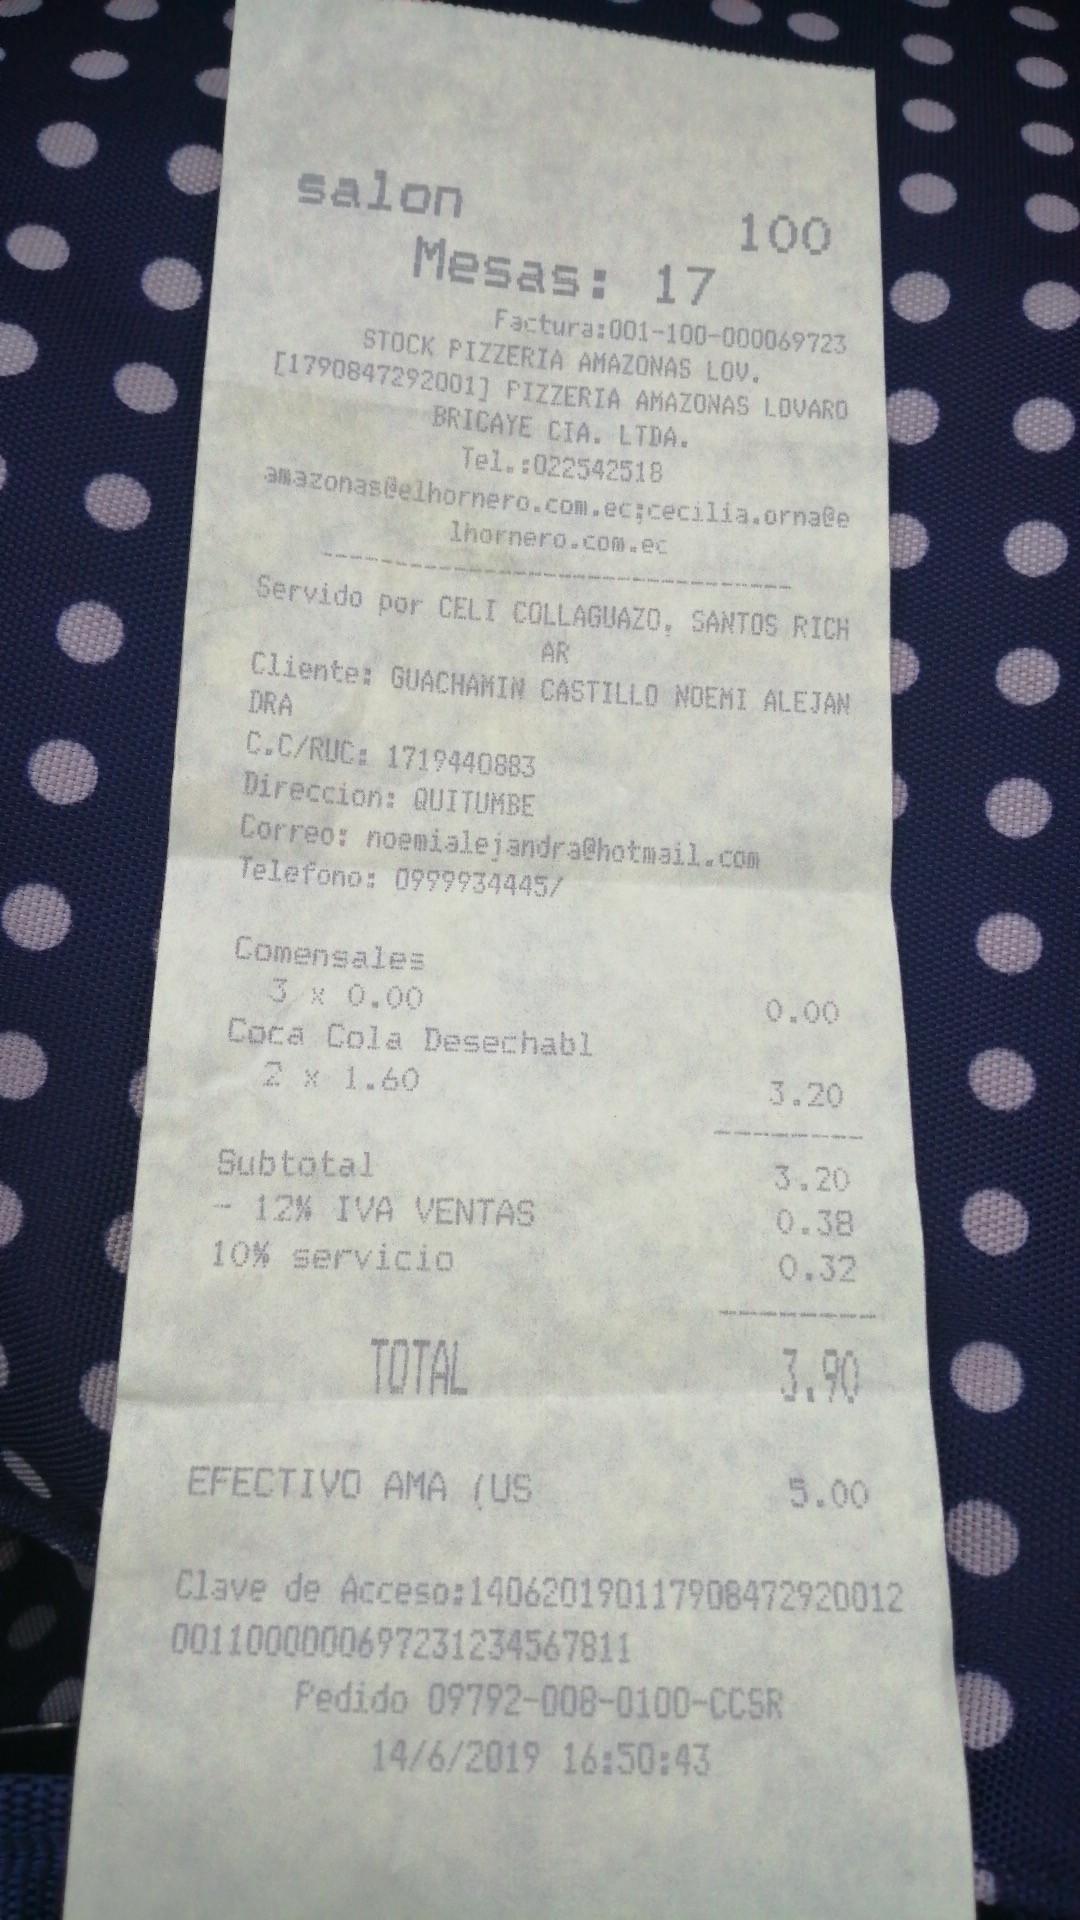 salon 100
Mesas: 17
Factura:001-100-000069723
STOCK PIZZERIA AMAZONAS LOV.
[1790847292001] PIZZERIA AMAZONAS LOVARO
BRICAYE CIA. LTDA.
Tel.:022542518
amazonas@elhornero.com.ec;cecilia.orna@e
lhornero.com.ec
Servido por CELI COLLAGUAZO, SANTOS RICH
AR
Cliente: GUACHAMIN CASTILLO NOEMI ALEJAN
DRA
C.C/RUC: 1719440883
Direccion: QUITUMBE
Correo: noemialejandra@hotmail.com
Telefono: 0999934445/
Comensales
3 x 0.00 0.00
Coca Cola Desechabl
2 x 1.60 3.20
Subtotal 3.20
- 12% IVA VENTAS 0.38
10% servicio 0.32
TOTAL 3.90
EFECTIVO AMA (US 5.00
Clave de Acceso:140620190117908472920012
0011000000697231234567811
Pedido 09792-008-0100-CCSR
14/6/2019 16:50:43